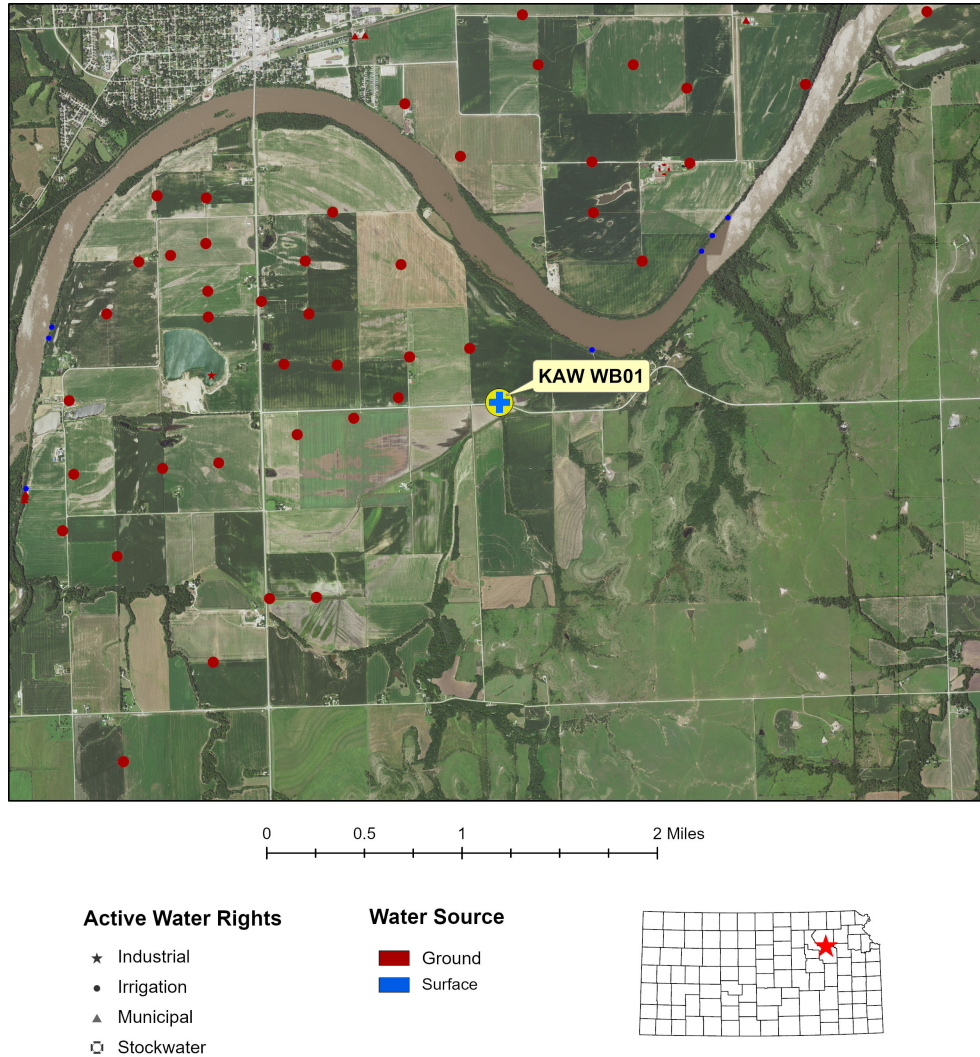 KAW WB01
0 0.5 1 2 Miles
Active Water Rights
Industrial
Irrigation
Municipal
Stockwater
Water Source
Ground
Surface